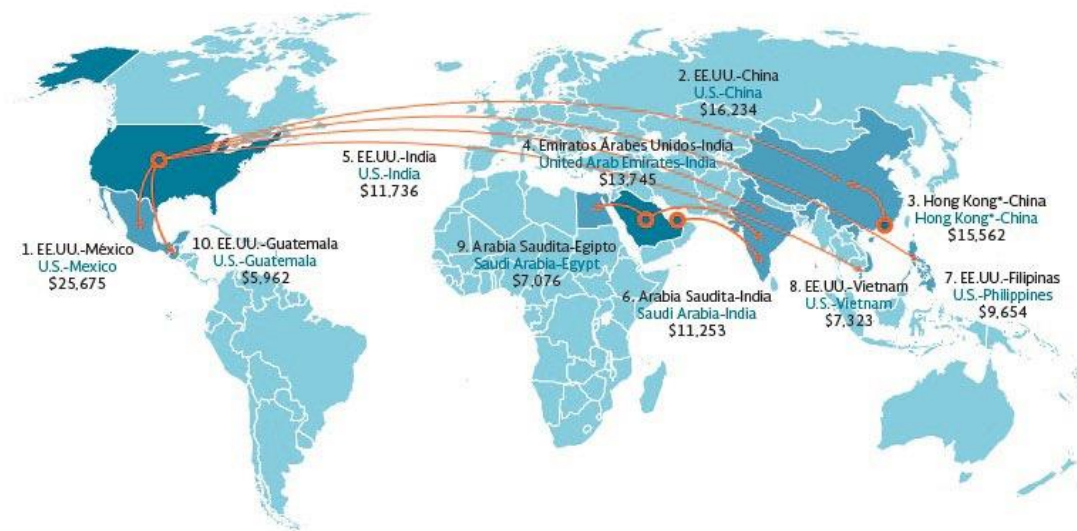 1. EE.UU.-México
U.S.-Mexico
$25,675
2. EE.UU.-China
U.S.-China
$16,234
3. Hong Kong*-China
Hong Kong*-China
$15,562
4. Emiratos Árabes Unidos-India
United Arab Emirates-India
$13,745
5. EE.UU.-India
U.S.-India
$11,736
6. Arabia Saudita-India
Saudi Arabia-India
$11,253
7. EE.UU.-Filipinas
U.S.-Philippines
$9,654
8. EE.UU.-Vietnam
U.S.-Vietnam
$7,323
9. Arabia Saudita-Egipto
Saudi Arabia-Egypt
$7,076
10. EE.UU.-Guatemala
U.S.-Guatemala
$5,962